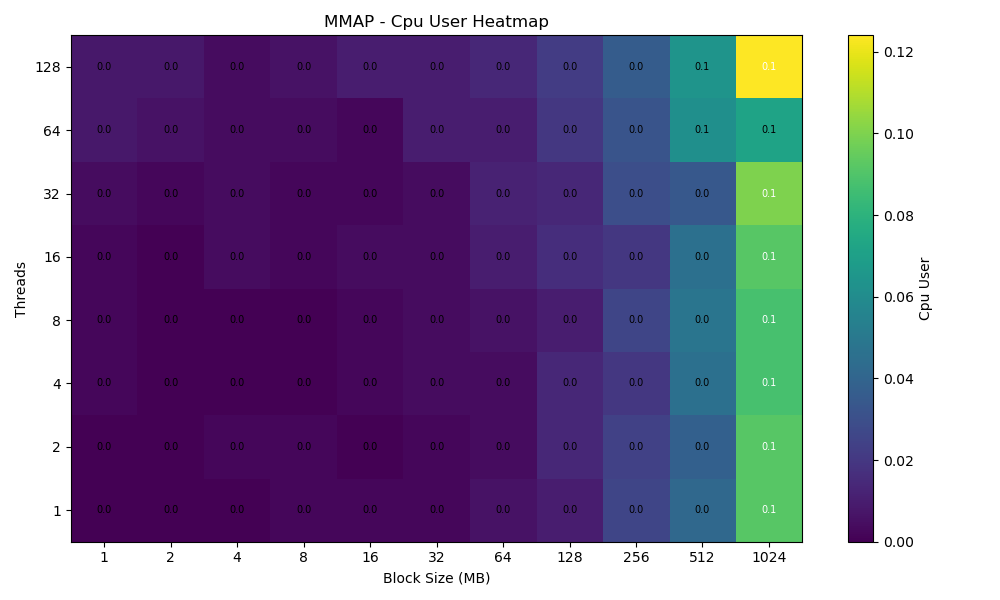 MMAP - Cpu User Heatmap
128 0.0 0.0 0.0 0.0 0.0 0.0 0.0 0.0 0.0 0.1 0.1
64 0.0 0.0 0.0 0.0 0.0 0.0 0.0 0.0 0.0 0.1 0.1
32 0.0 0.0 0.0 0.0 0.0 0.0 0.0 0.0 0.0 0.0 0.1
16 0.0 0.0 0.0 0.0 0.0 0.0 0.0 0.0 0.0 0.0 0.1
8 0.0 0.0 0.0 0.0 0.0 0.0 0.0 0.0 0.0 0.0 0.1
4 0.0 0.0 0.0 0.0 0.0 0.0 0.0 0.0 0.0 0.0 0.1
2 0.0 0.0 0.0 0.0 0.0 0.0 0.0 0.0 0.0 0.0 0.1
1 0.0 0.0 0.0 0.0 0.0 0.0 0.0 0.0 0.0 0.0 0.1
1 2 4 8 16 32 64 128 256 512 1024
Block Size (MB)
Threads
0.12
0.10
0.08
0.06
0.04
0.02
0.00
Cpu User